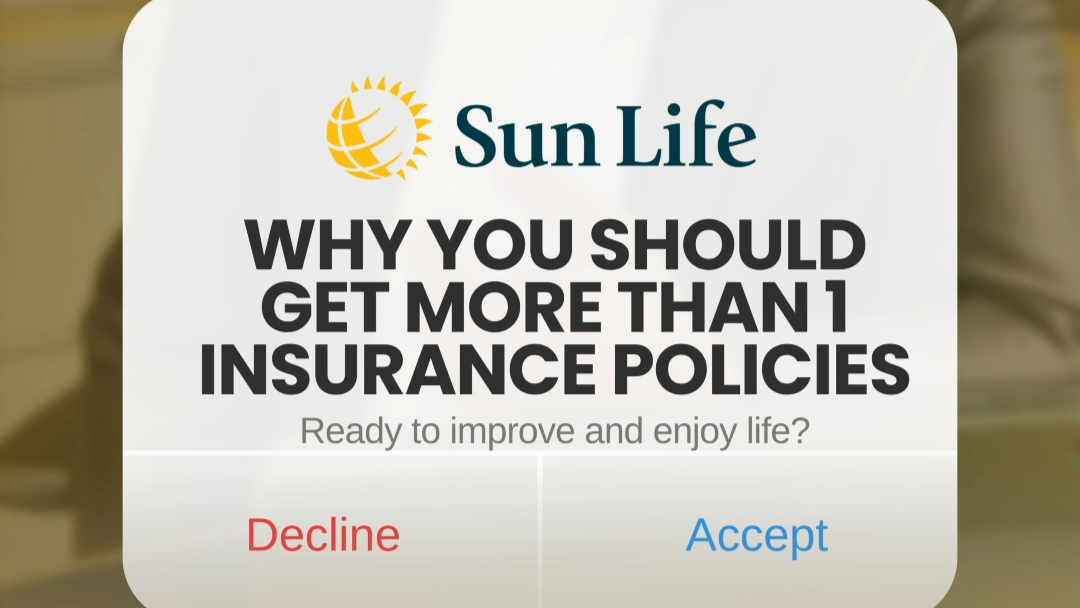 Sun Life
WHY YOU SHOULD
GET MORE THAN 1
INSURANCE POLICIES
Ready to improve and enjoy life?
Decline
Accept